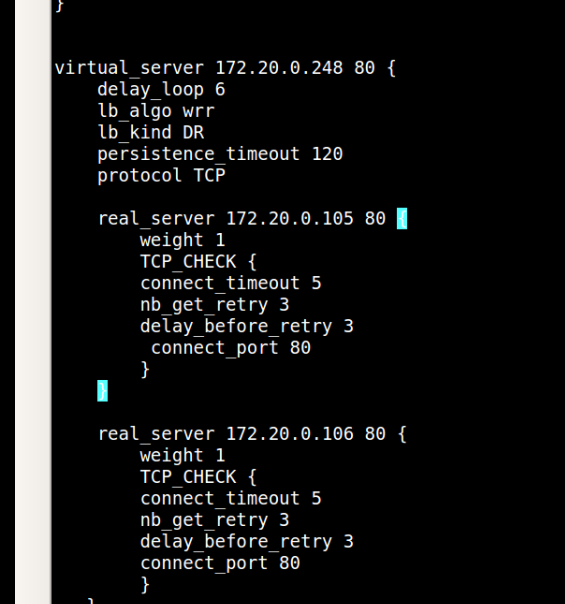 }
virtual_server 172.20.0.248 80 {
    delay_loop 6
    lb_algo wrr
    lb_kind DR
    persistence_timeout 120
    protocol TCP

    real_server 172.20.0.105 80 {
        weight 1
        TCP_CHECK {
        connect_timeout 5
        nb_get_retry 3
        delay_before_retry 3
         connect_port 80
        }
    }

    real_server 172.20.0.106 80 {
        weight 1
        TCP_CHECK {
        connect_timeout 5
        nb_get_retry 3
        delay_before_retry 3
        connect_port 80
        }
   }